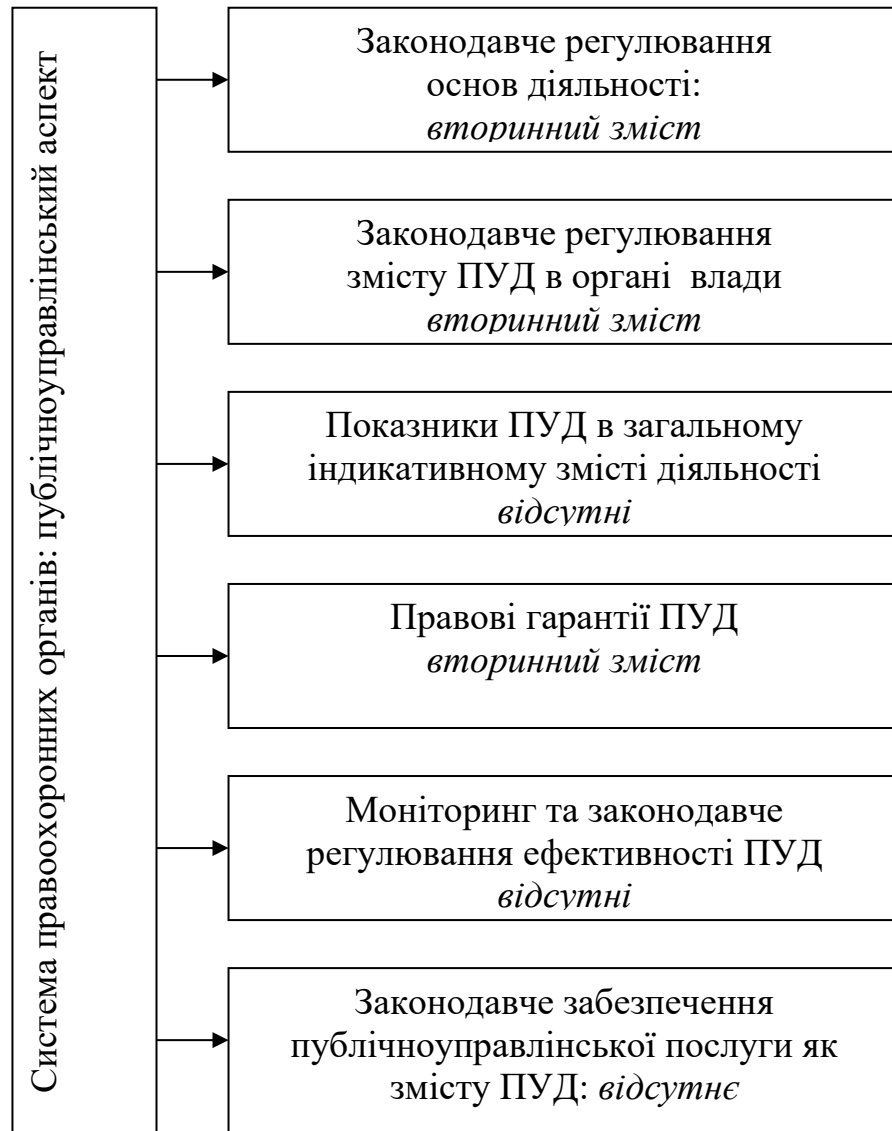 Система правоохоронних органів: публічноуправлінський аспект
Законодавче регулювання
основ діяльності:
вторинний зміст
Законодавче регулювання
змісту ПУД в органі влади
вторинний зміст
Показники ПУД в загальному
індикативному змісті діяльності
відсутні
Правові гарантії ПУД
вторинний зміст
Моніторинг та законодавче
регулювання ефективності ПУД
відсутні
Законодавче забезпечення
публічноуправлінської послуги як
змісту ПУД: відсутнє